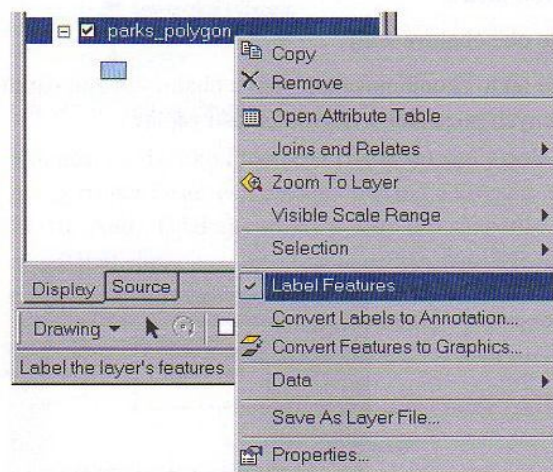 parks_polygon
Copy
Remove
Open Attribute Table
Joins and Relates
Zoom To Layer
Visible Scale Range
Selection
Label Features
Convert Labels to Annotation...
Convert Features to Graphics...
Data
Save As Layer File...
Properties...
Display Source
Drawing
Label the layer's features